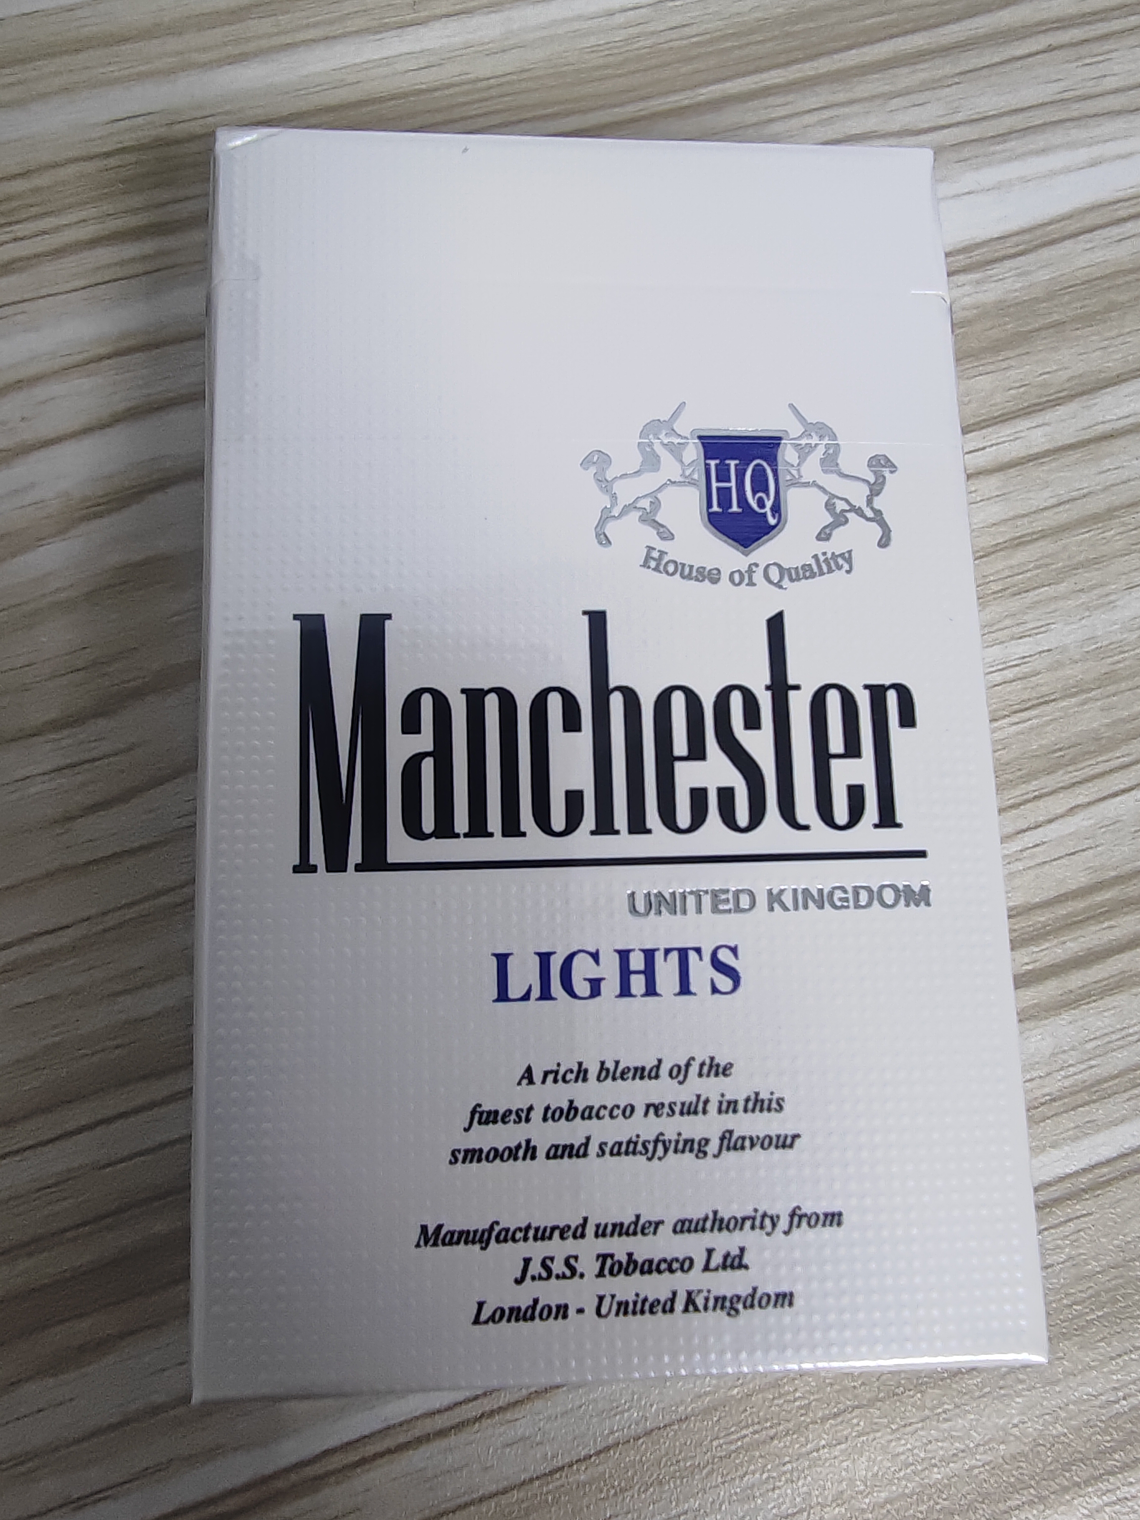 HQ
House of Quality
Manchester
UNITED KINGDOM
LIGHTS
A rich blend of the
finest tobacco result in this
smooth and satisfying flavour
Manufactured under authority from
J.S.S. Tobacco Ltd.
London - United Kingdom